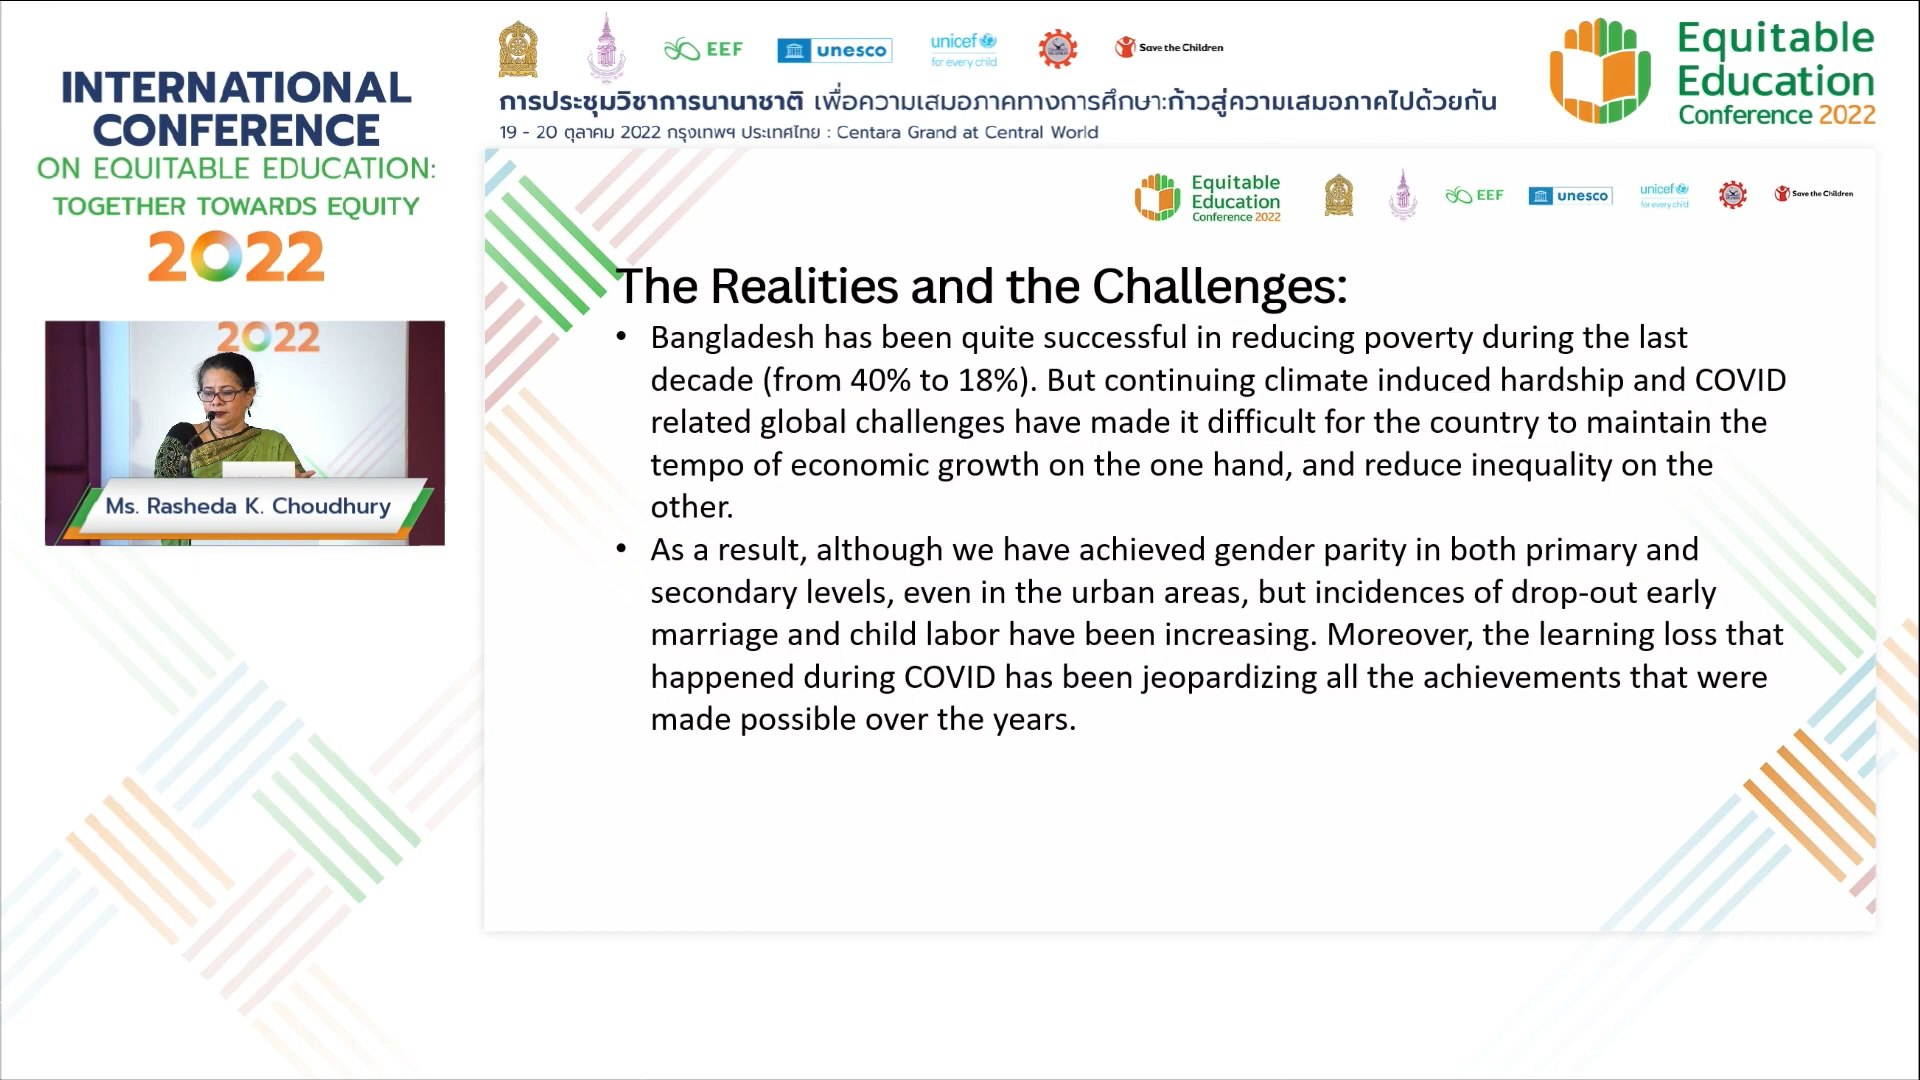 INTERNATIONAL
CONFERENCE
ON EQUITABLE EDUCATION:
TOGETHER TOWARDS EQUITY
2022
2022
Ms. Rasheda K. Choudhury
EEF
unesco
unicef
for every child
Save the Children
การประชุมวิชาการนานาชาติ เพื่อความเสมอภาคทางการศึกษา:ก้าวสู่ความเสมอภาคไปด้วยกัน
19 - 20 ตุลาคม 2022 กรุงเทพฯ ประเทศไทย : Centara Grand at Central World
Equitable
Education
Conference 2022
Equitable
Education
Conference 2022
EEF
unesco
unicef
for every child
Save the Children
The Realities and the Challenges:
• Bangladesh has been quite successful in reducing poverty during the last
decade (from 40% to 18%). But continuing climate induced hardship and COVID
related global challenges have made it difficult for the country to maintain the
tempo of economic growth on the one hand, and reduce inequality on the
other.
• As a result, although we have achieved gender parity in both primary and
secondary levels, even in the urban areas, but incidences of drop-out early
marriage and child labor have been increasing. Moreover, the learning loss that
happened during COVID has been jeopardizing all the achievements that were
made possible over the years.